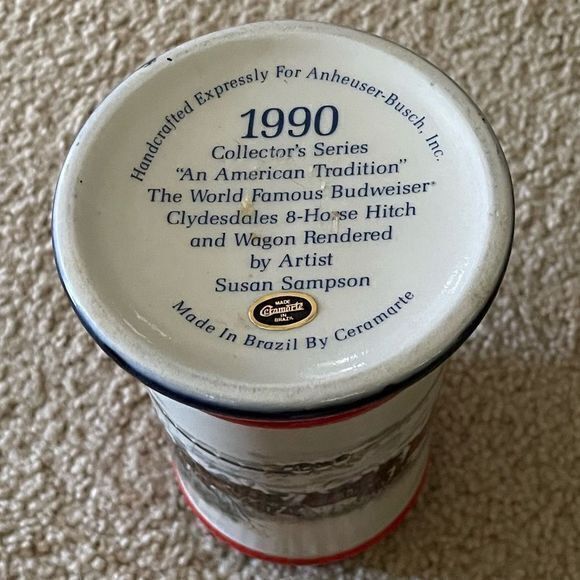 Handcrafted Expressly For Anheuser-Busch, Inc.
1990
Collector's Series
"An American Tradition"
The World Famous Budweiser®
Clydesdales 8-Horse Hitch
and Wagon Rendered
by Artist
Susan Sampson
MADE
Ceramarte
IN
BRAZIL
Made In Brazil By Ceramarte